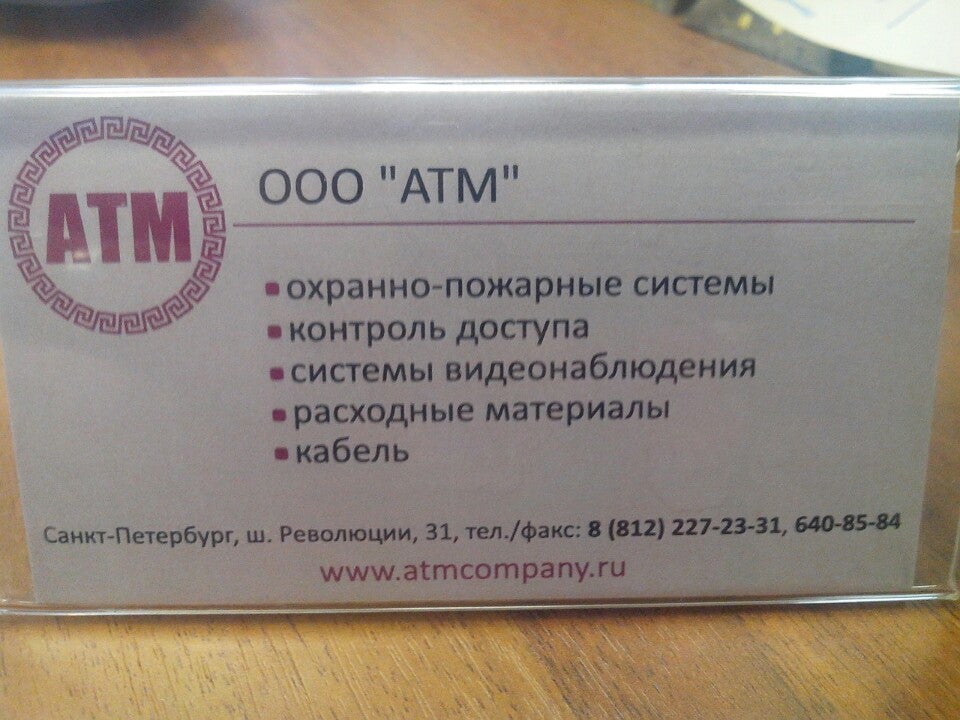 АТМ
ООО "АТМ"
охранно-пожарные системы
контроль доступа
системы видеонаблюдения
расходные материалы
кабель
Санкт-Петербург, ш. Революции, 31, тел./факс: 8 (812) 227-23-31, 640-85-84
www.atmcompany.ru